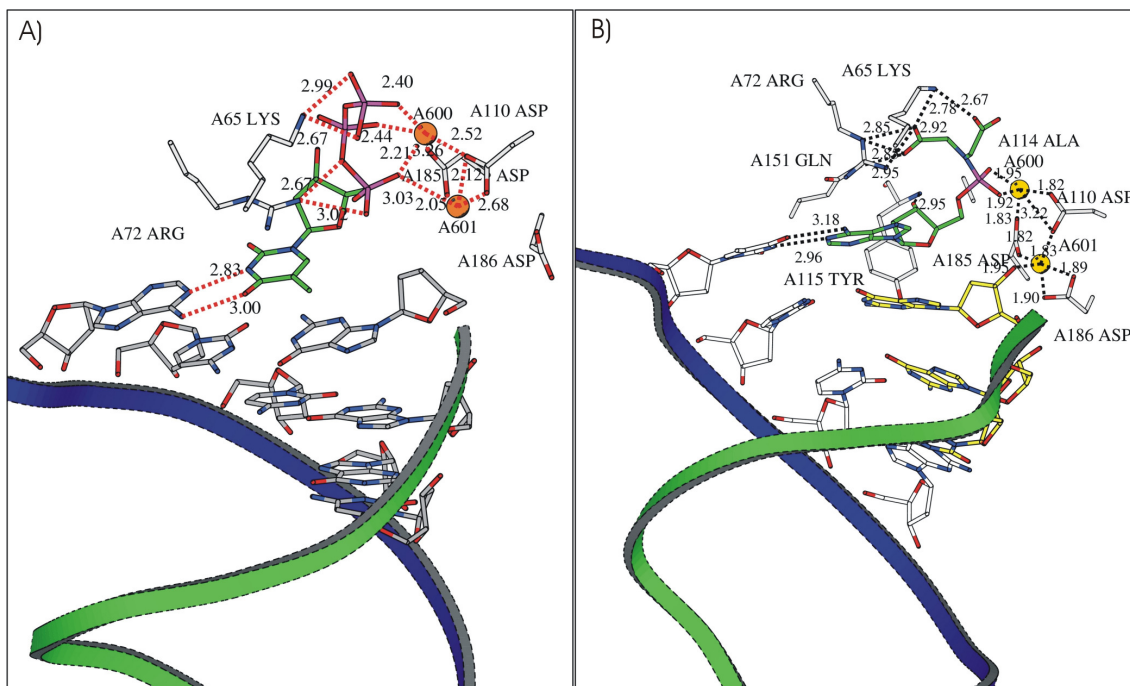 A)
2.99
2.40
A600
A110 ASP
A65 LYS
2.67
2.44
2.52
2.21
3.26
A185
2.12
ASP
2.67
3.03
2.05
2.68
3.02
A601
A72 ARG
A186 ASP
2.83
3.00
B)
A65 LYS
A72 ARG
2.78
2.67
2.85
2.92
A114 ALA
A151 GLN
2.95
1.95
A600
1.82
A110 ASP
2.95
1.92
1.83
3.22
3.18
1.82
A601
2.96
A185 ASP
1.83
1.95
1.89
A115 TYR
1.90
A186 ASP